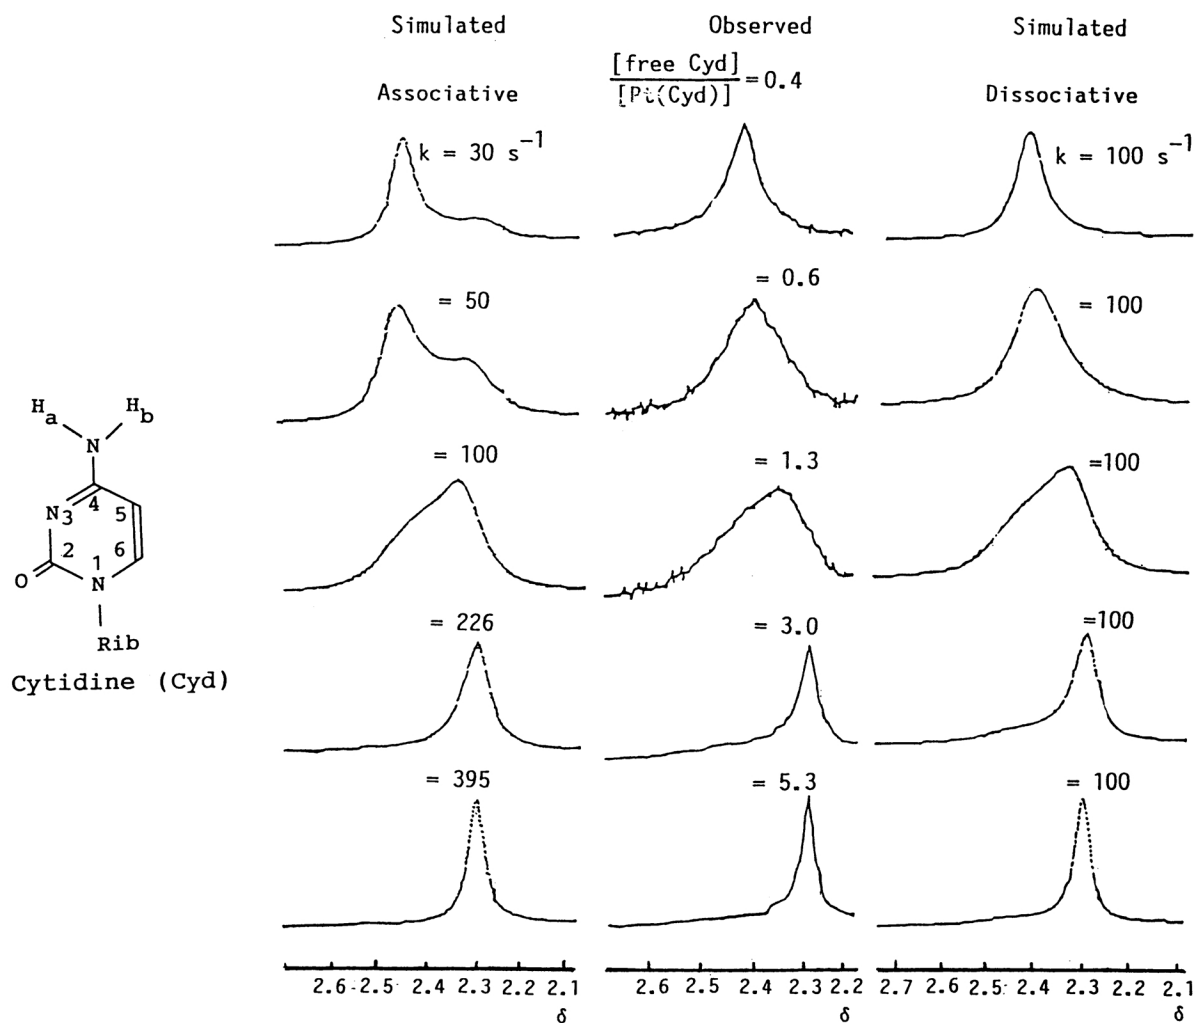 Simulated Observed Simulated
[free Cyd]
[Pt(Cyd)] = 0.4
Associative Dissociative
k = 30 s⁻¹ k = 100 s⁻¹
= 50 = 0.6 = 100
= 100 = 1.3 =100
= 226 = 3.0 =100
= 395 = 5.3 = 100
Ha Hb
N
N3 4 5
2 1 6
O N
Rib
Cytidine (Cyd)
2.6 2.5 2.4 2.3 2.2 2.1 2.6 2.5 2.4 2.3 2.2 2.7 2.6 2.5 2.4 2.3 2.2 2.1
δ δ δ